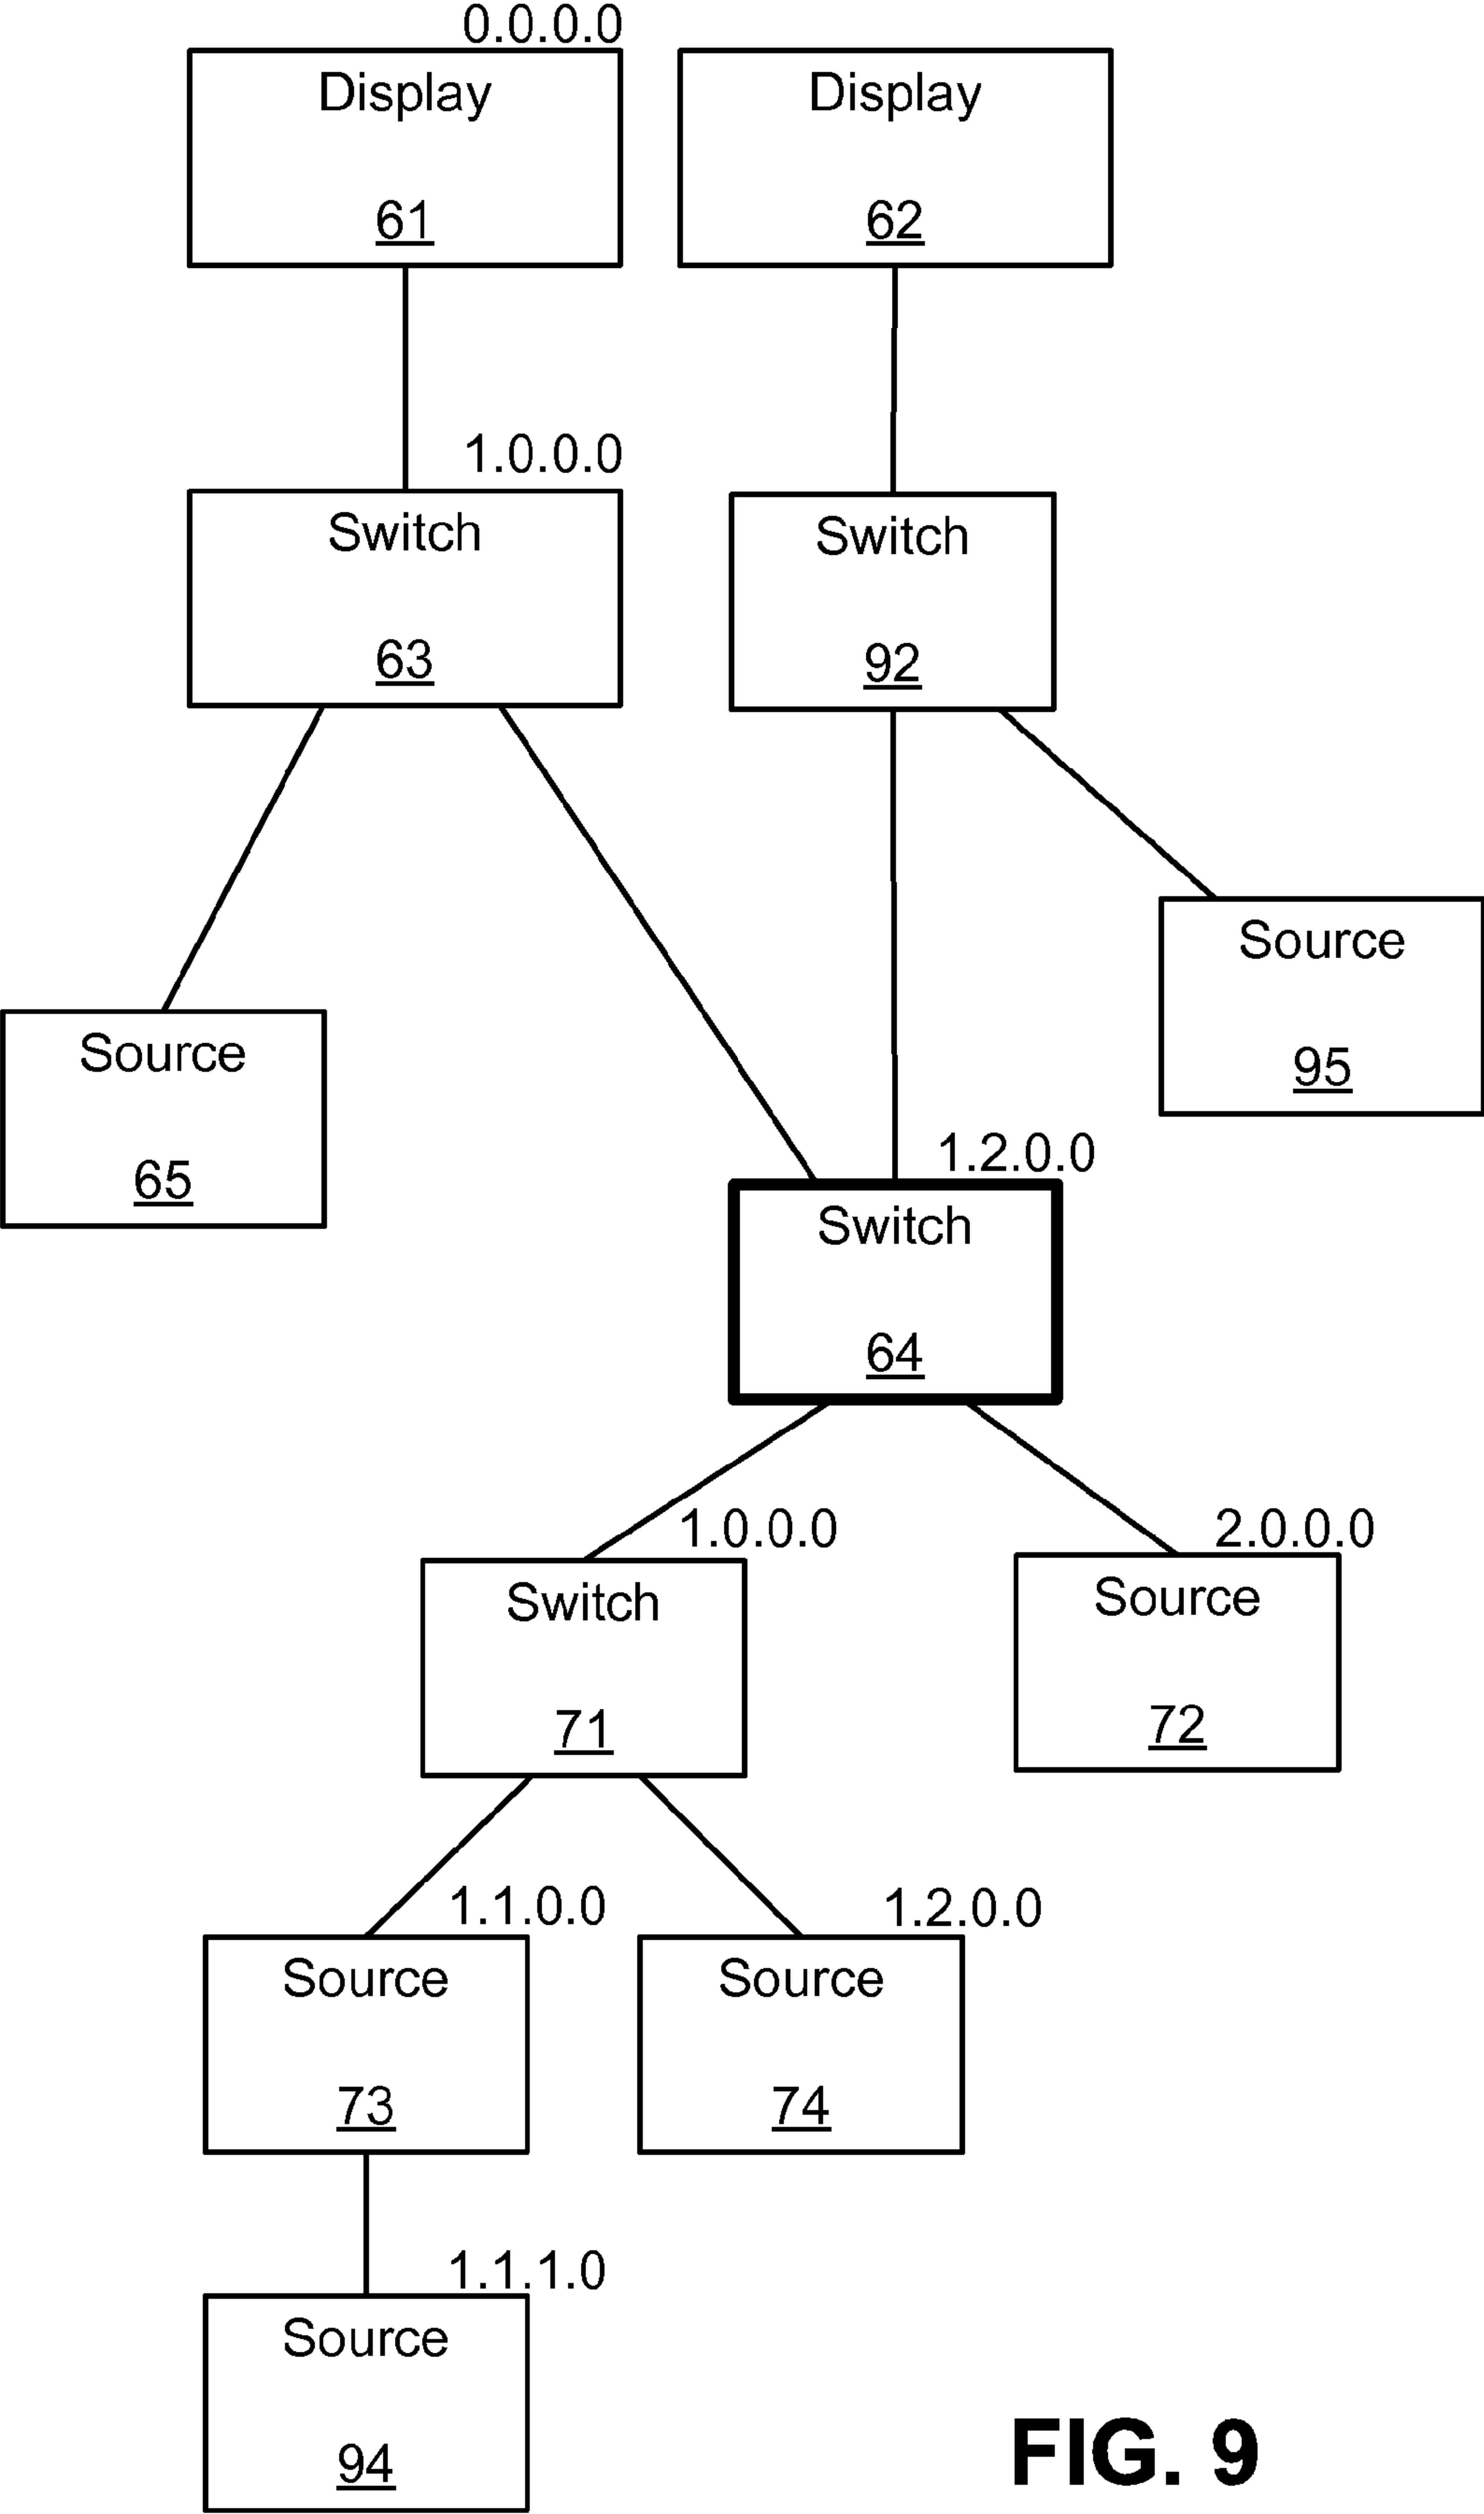 0.0.0.0
Display
61
Display
62
1.0.0.0
Switch
63
Switch
92
Source
95
Source
65
1.2.0.0
Switch
64
1.0.0.0
Switch
71
2.0.0.0
Source
72
1.1.0.0
Source
73
1.2.0.0
Source
74
1.1.1.0
Source
94
FIG. 9